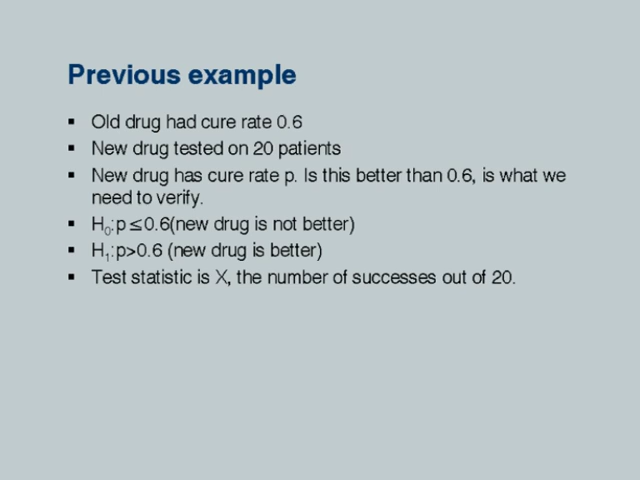 Previous example
▪ Old drug had cure rate 0.6
▪ New drug tested on 20 patients
▪ New drug has cure rate p. Is this better than 0.6, is what we
need to verify.
▪ H₀:p≤0.6(new drug is not better)
▪ H₁:p>0.6 (new drug is better)
▪ Test statistic is X, the number of successes out of 20.